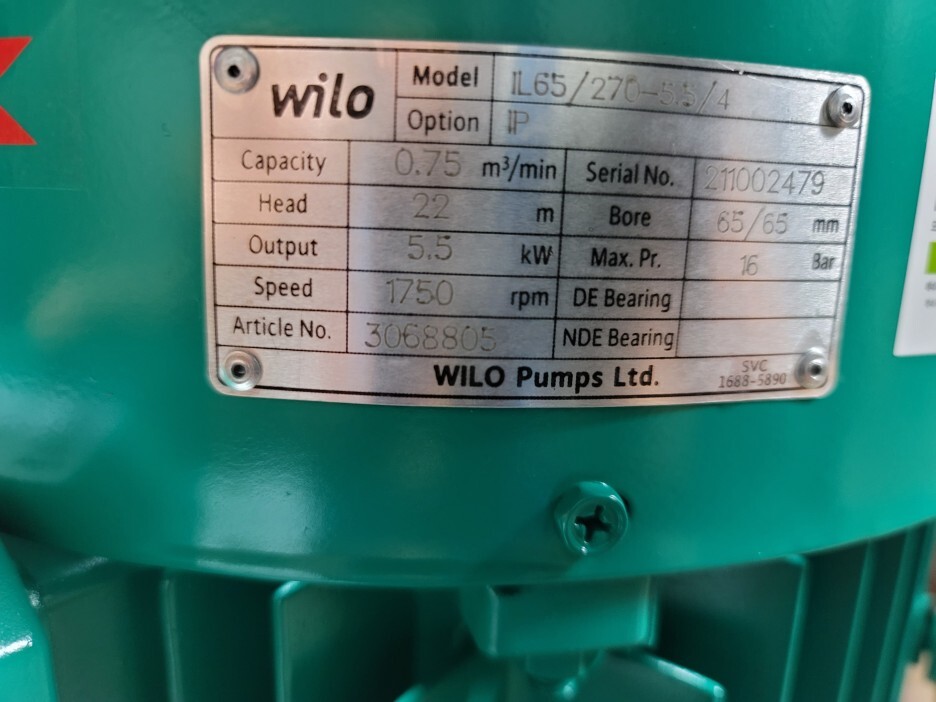 wilo
Model IL65/270-5.5/4
Option IP
Capacity 0.75 m³/min Serial No. 211002479
Head 22 m Bore 65/65 mm
Output 5.5 kW Max. Pr. 16 Bar
Speed 1750 rpm DE Bearing
Article No. 3068805 NDE Bearing
WILO Pumps Ltd. SVC
1688-5890